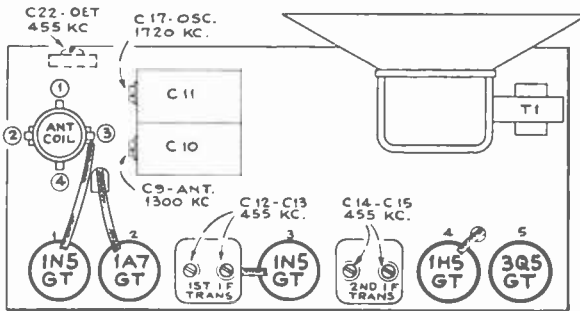 C22-OET
455 KC
C17-OSC.
1720 KC.
C11
T1
①
ANT
COIL
②
③
④
C10
C9-ANT.
1300 KC
C12-C13
455 KC.
C14-C15
455 KC.
1
1N5
GT
2
1A7
GT
1ST IF
TRANS
3
1N5
GT
2ND IF
TRANS
4
1H5
GT
5
3Q5
GT